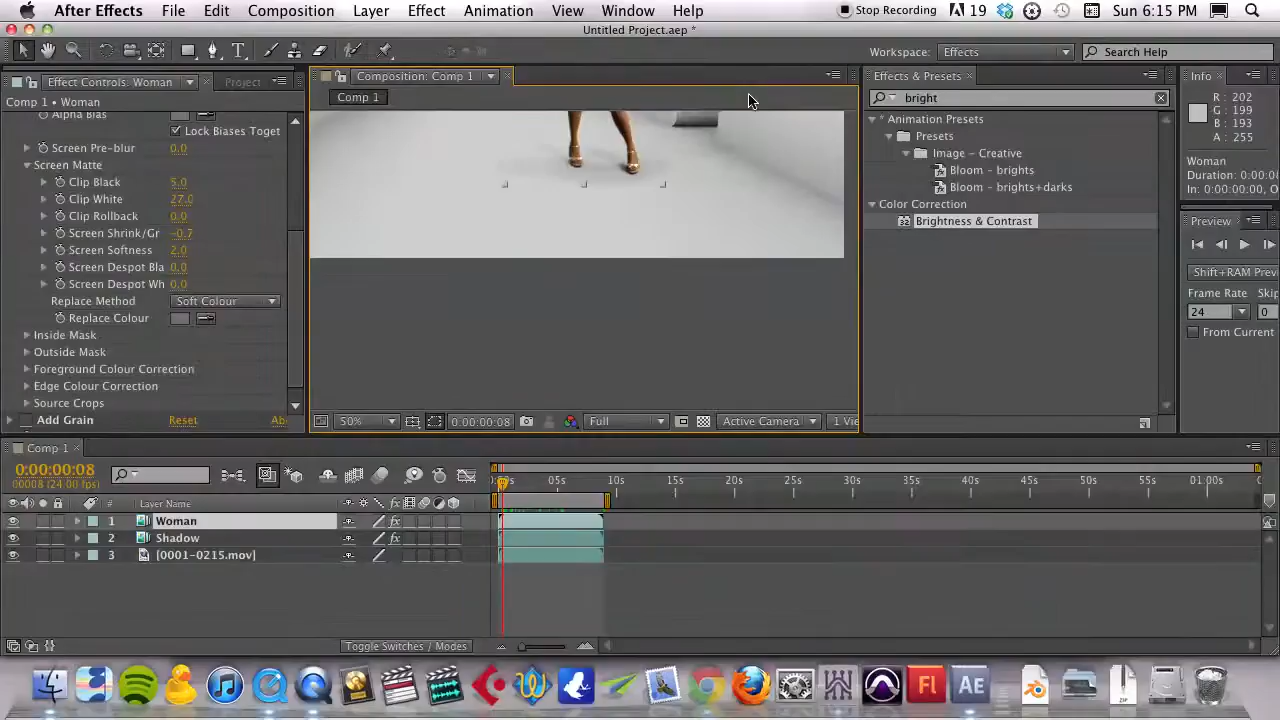 After Effects File Edit Composition Layer Effect Animation View Window Help Stop Recording 19 Sun 6:15 PM
Untitled Project.aep *
Workspace: Effects Search Help
Effect Controls: Woman Project
Composition: Comp 1
Effects & Presets
Info
Comp 1 • Woman
Comp 1
bright
R: 202
G: 199
B: 193
A: 255
Alpha Bias
Lock Biases Toget
Screen Pre-blur 0.0
Screen Matte
Clip Black 5.0
Clip White 27.0
Clip Rollback 0.0
Screen Shrink/Gr -0.7
Screen Softness 2.0
Screen Despot Bla 0.0
Screen Despot Wh 0.0
Replace Method Soft Colour
Replace Colour
Inside Mask
Outside Mask
Foreground Colour Correction
Edge Colour Correction
Source Crops
Add Grain Reset Ab
50% 0:00:00:08 Full Active Camera 1 Vie
* Animation Presets
Presets
Image – Creative
Bloom – brights
Bloom – brights+darks
Color Correction
32 Brightness & Contrast
Woman
Duration: 0:00:0
In: 0:00:00:00, O
Preview
Shift+RAM Previ
Frame Rate Skip
24 0
From Current
Comp 1
0:00:00:08
00008 (24.00 fps)
05s 10s 15s 20s 25s 30s 35s 40s 45s 50s 55s 01:00s
# Layer Name
1 Woman
2 Shadow
3 [0001-0215.mov]
Toggle Switches / Modes
Fl AE ZIP